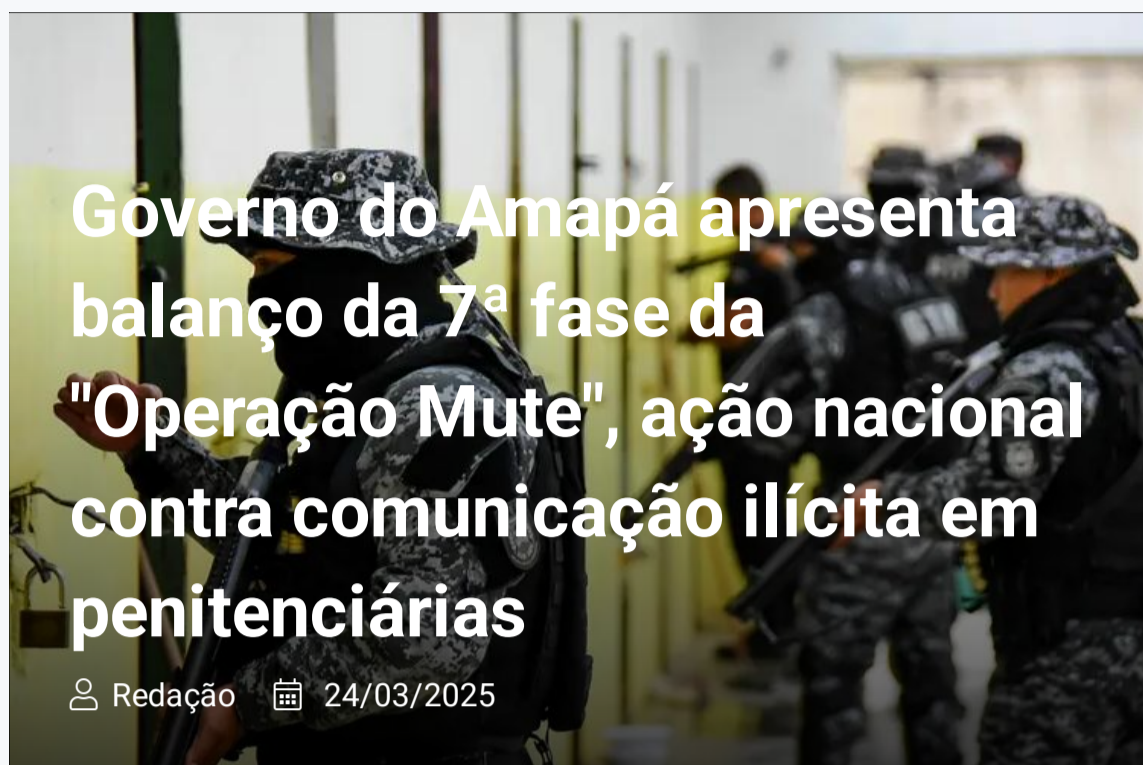 Governo do Amapá apresenta
balanço da 7ª fase da
"Operação Mute", ação nacional
contra comunicação ilícita em
penitenciárias
Redação 24/03/2025